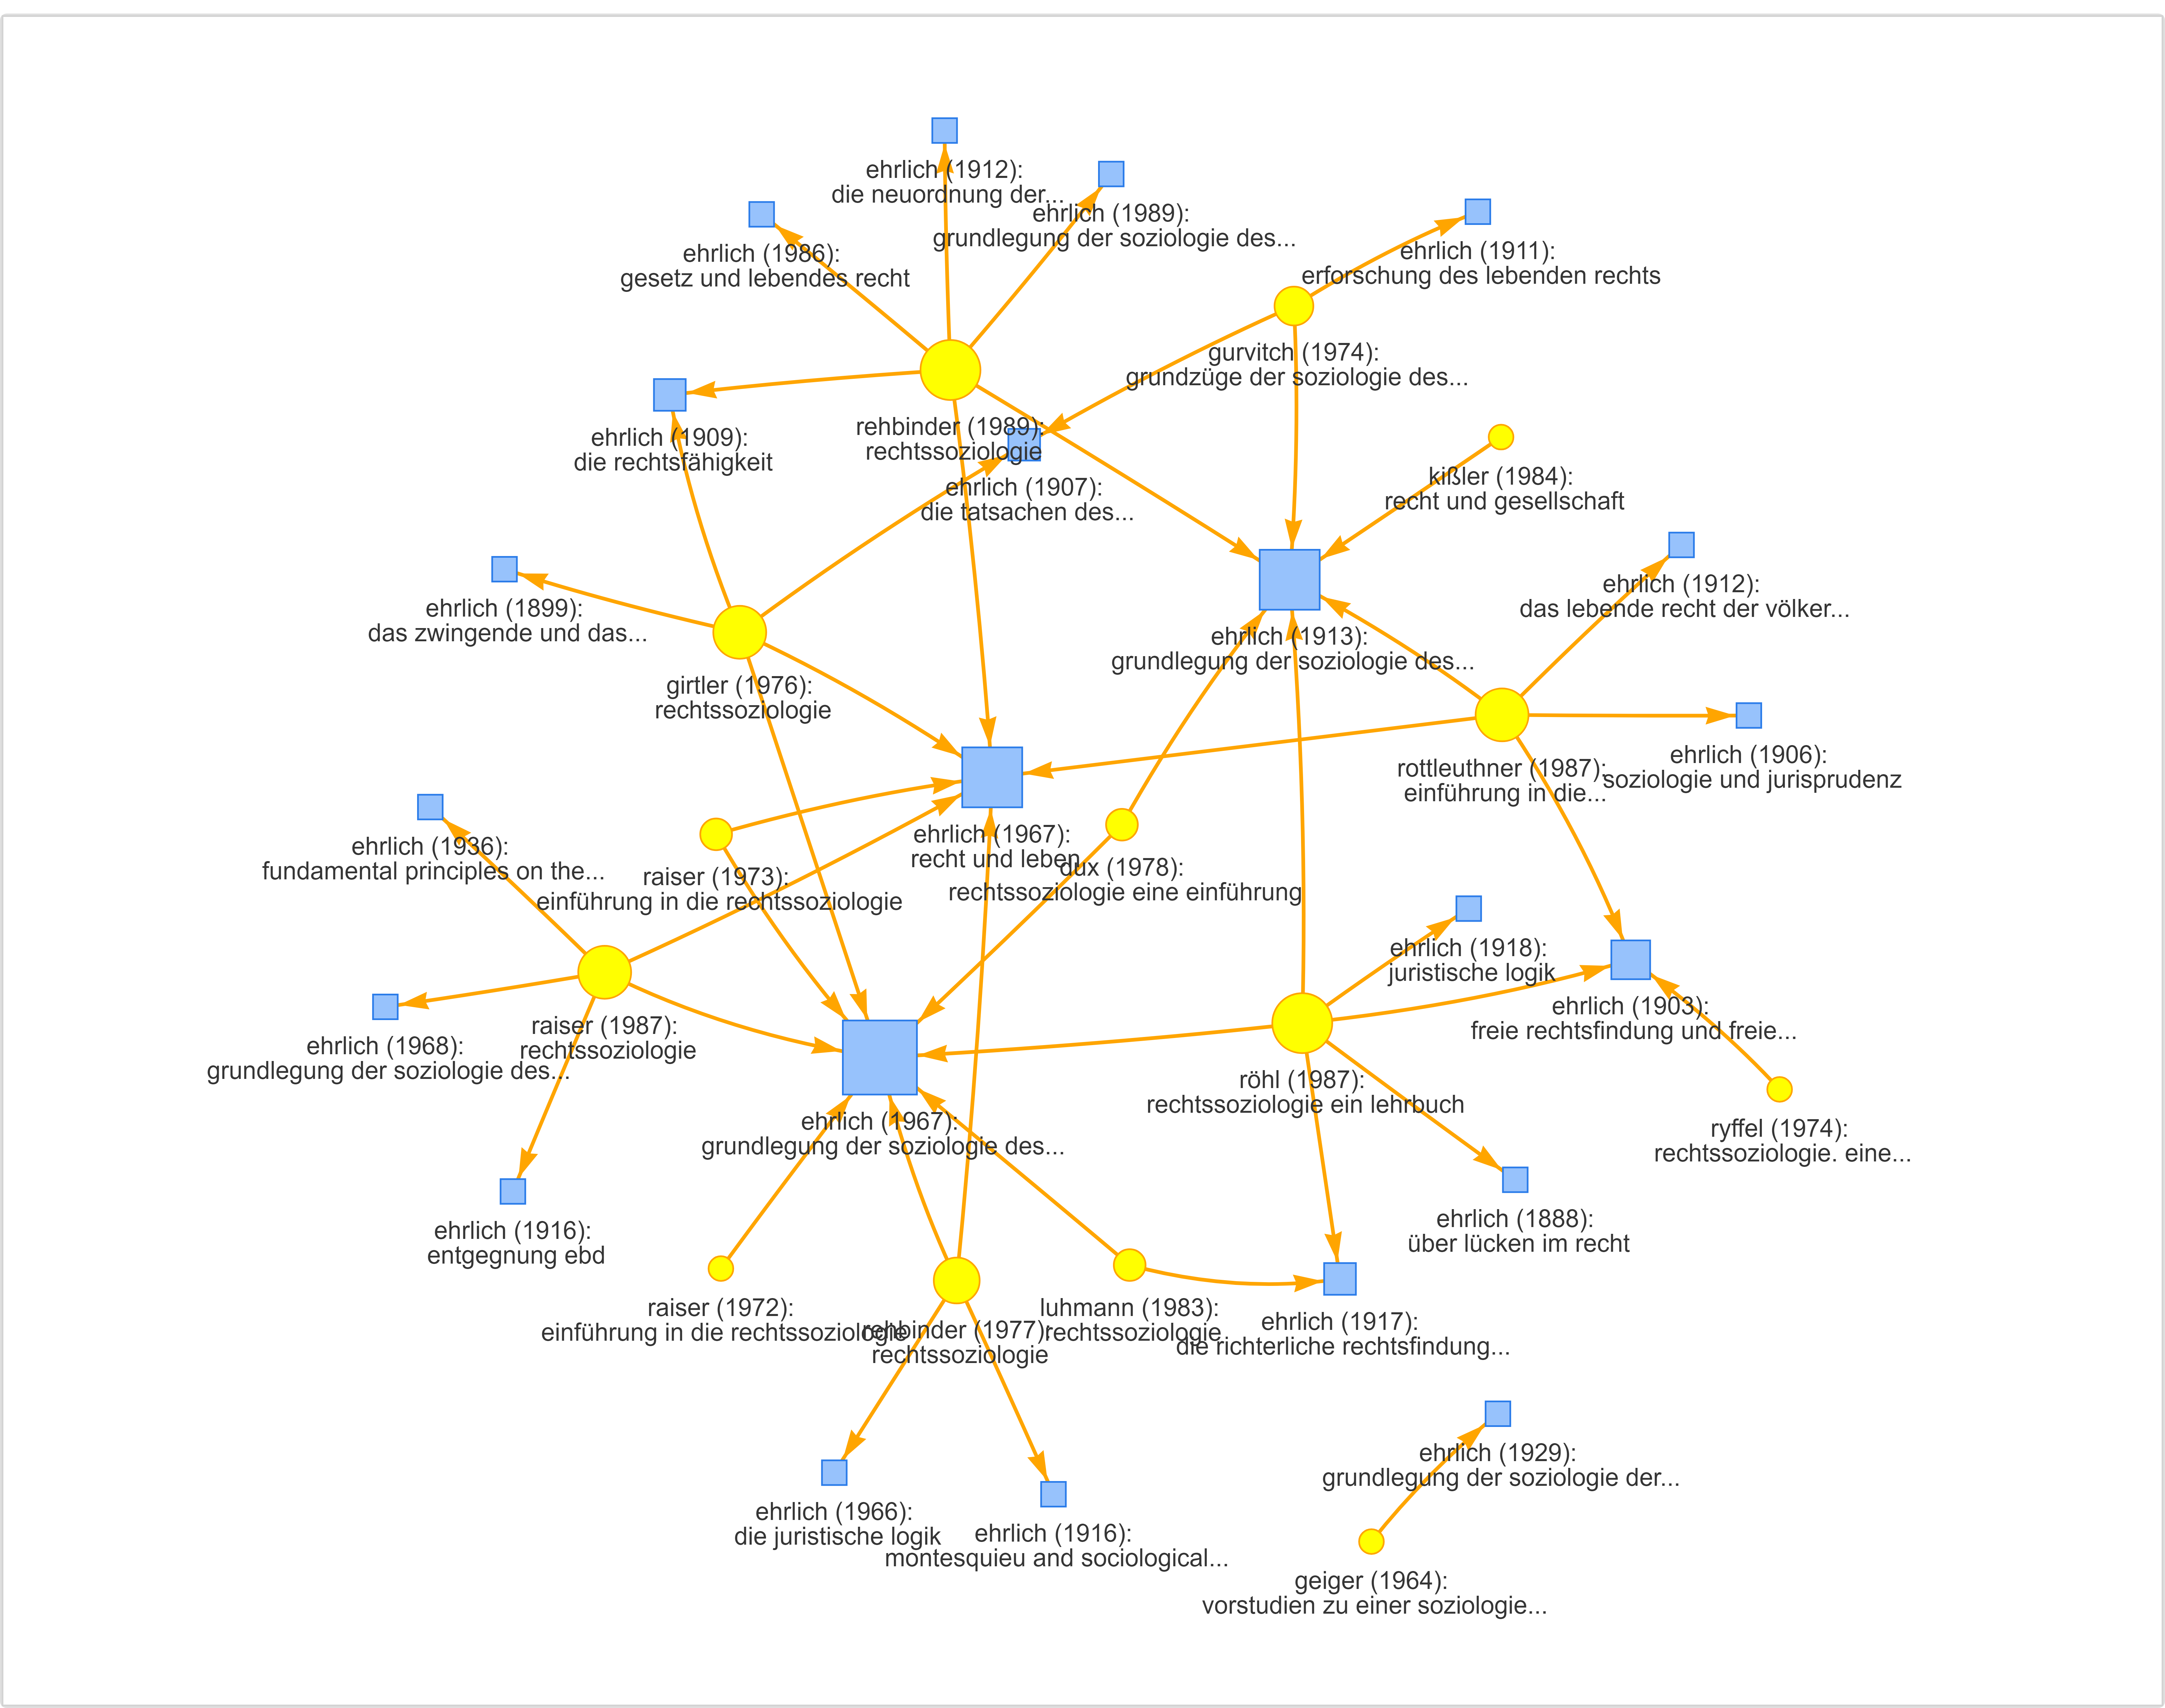 ehrlich (1912):
die neuordnung der...
ehrlich (1989):
grundlegung der soziologie des...
ehrlich (1986):
gesetz und lebendes recht
ehrlich (1911):
erforschung des lebenden rechts
gurvitch (1974):
grundzüge der soziologie des...
rehbinder (1989):
rechtssoziologie
ehrlich (1909):
die rechtsfähigkeit
kißler (1984):
recht und gesellschaft
ehrlich (1907):
die tatsachen des...
ehrlich (1912):
das lebende recht der völker...
ehrlich (1899):
das zwingende und das...
ehrlich (1913):
grundlegung der soziologie des...
girtler (1976):
rechtssoziologie
ehrlich (1906):
soziologie und jurisprudenz
rottleuthner (1987):
einführung in die...
ehrlich (1967):
recht und leben
ehrlich (1936):
fundamental principles on the...
raiser (1973):
einführung in die rechtssoziologie
dux (1978):
rechtssoziologie eine einführung
ehrlich (1918):
juristische logik
ehrlich (1903):
freie rechtsfindung und freie...
raiser (1987):
rechtssoziologie
ehrlich (1968):
grundlegung der soziologie des...
röhl (1987):
rechtssoziologie ein lehrbuch
ehrlich (1967):
grundlegung der soziologie des...
ryffel (1974):
rechtssoziologie. eine...
ehrlich (1888):
über lücken im recht
ehrlich (1916):
entgegnung ebd
raiser (1972):
einführung in die rechtssoziologie
rehbinder (1977):
rechtssoziologie
luhmann (1983):
rechtssoziologie
ehrlich (1917):
die richterliche rechtsfindung...
ehrlich (1929):
grundlegung der soziologie der...
ehrlich (1966):
die juristische logik
ehrlich (1916):
montesquieu and sociological...
geiger (1964):
vorstudien zu einer soziologie...